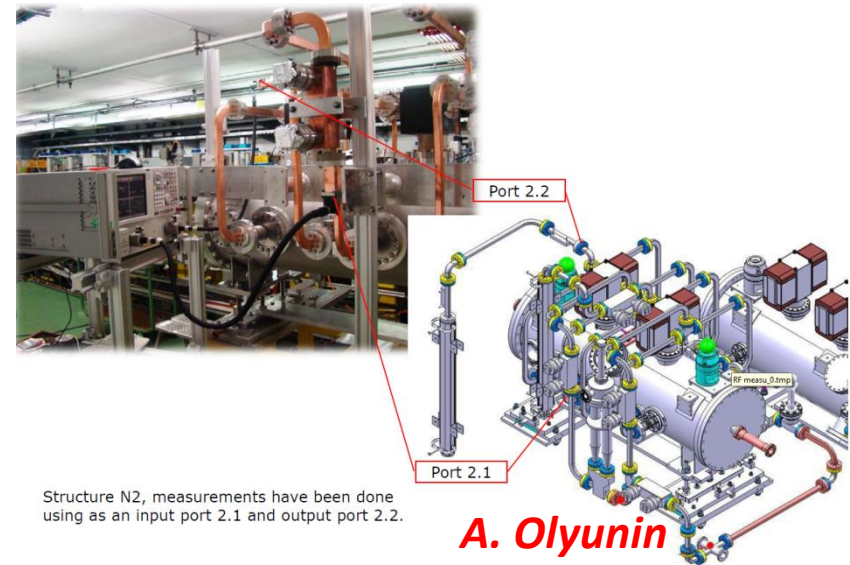 Port 2.2
RF measu_0.tmp
Port 2.1
Structure N2, measurements have been done
using as an input port 2.1 and output port 2.2.
A. Olyunin